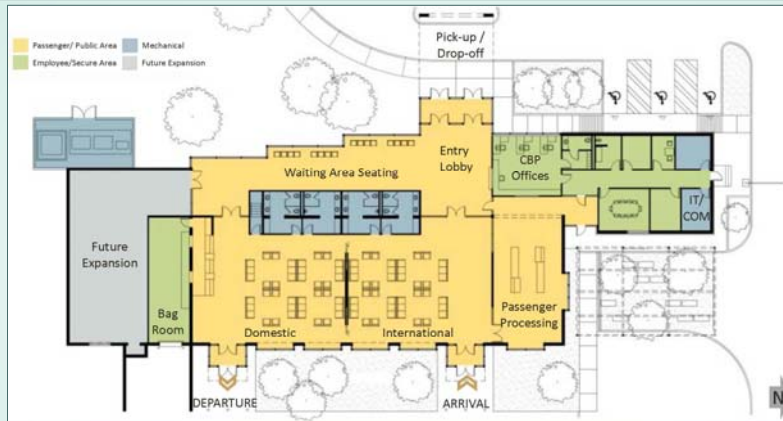 Passenger/ Public Area
Mechanical
Employee/Secure Area
Future Expansion
Pick-up /
Drop-off
Entry
Lobby
Waiting Area Seating
CBP
Offices
IT/
COM
Future
Expansion
Bag
Room
Domestic
International
Passenger
Processing
DEPARTURE
ARRIVAL
N